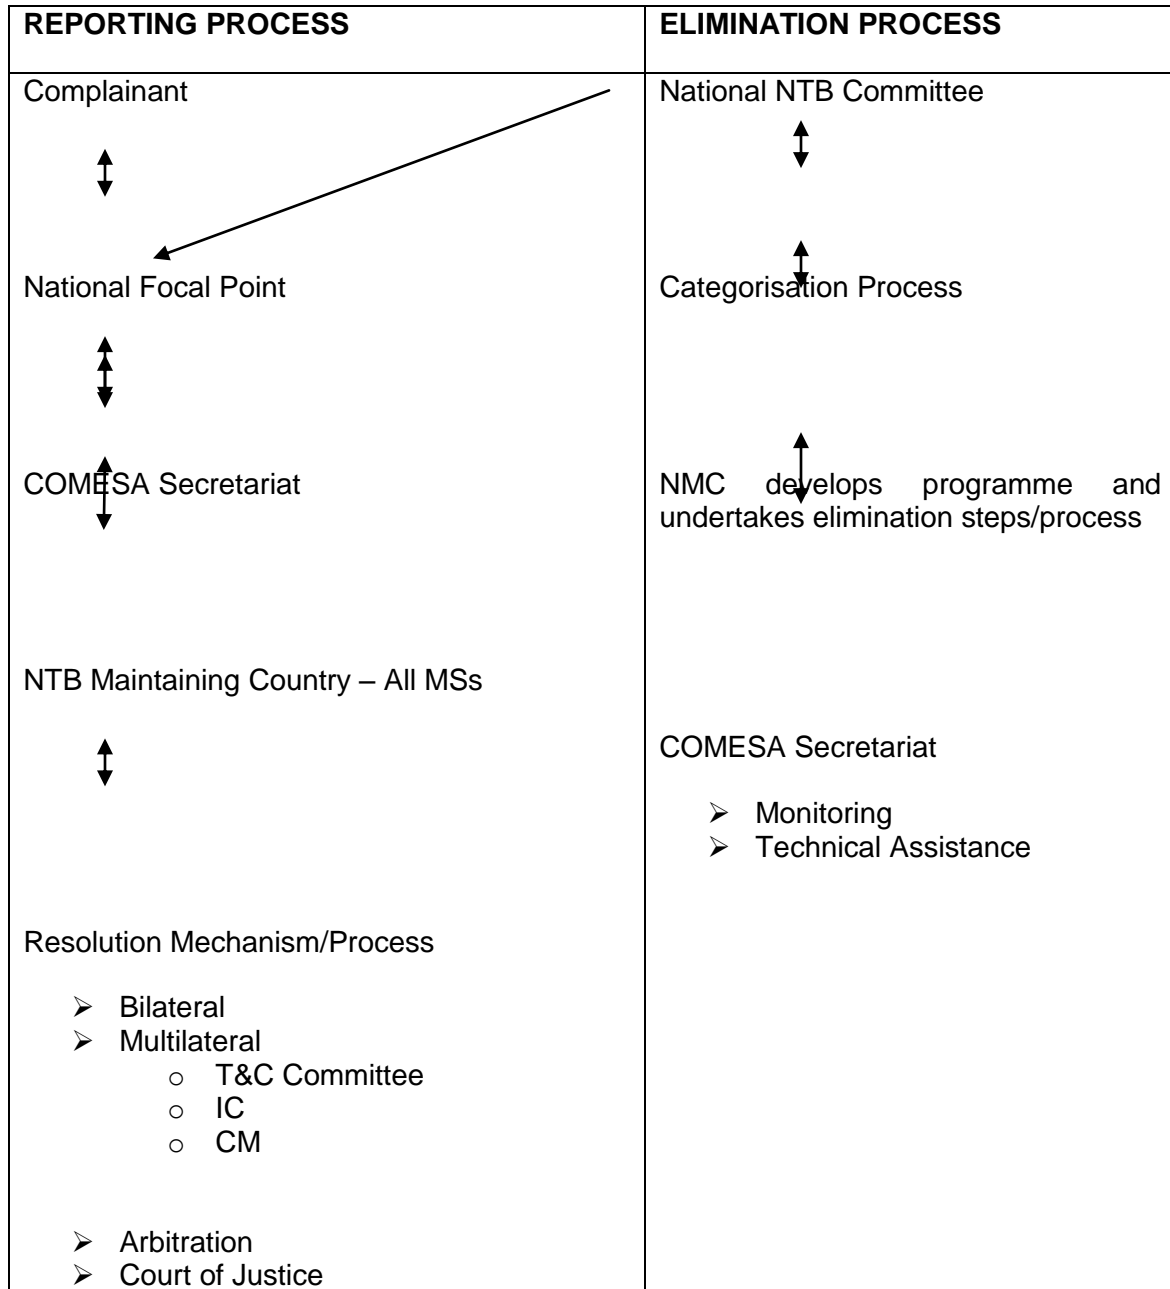 REPORTING PROCESS
Complainant
National Focal Point
COMESA Secretariat
NTB Maintaining Country – All MSs
Resolution Mechanism/Process
➢ Bilateral
➢ Multilateral
o T&C Committee
o IC
o CM
➢ Arbitration
➢ Court of Justice
ELIMINATION PROCESS
National NTB Committee
Categorisation Process
NMC develops programme and
undertakes elimination steps/process
COMESA Secretariat
➢ Monitoring
➢ Technical Assistance